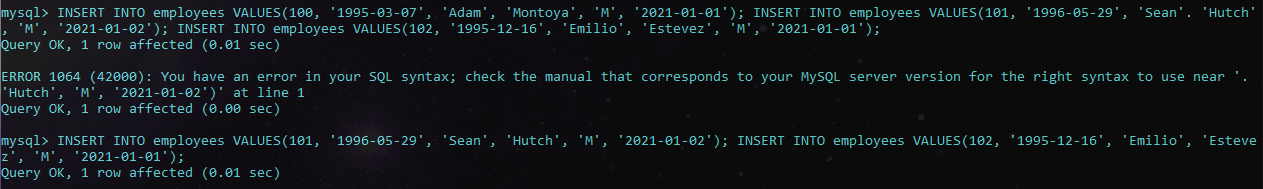 mysql> INSERT INTO employees VALUES(100, '1995-03-07', 'Adam', 'Montoya', 'M', '2021-01-01'); INSERT INTO employees VALUES(101, '1996-05-29', 'Sean'. 'Hutch'
, 'M', '2021-01-02'); INSERT INTO employees VALUES(102, '1995-12-16', 'Emilio', 'Estevez', 'M', '2021-01-01');
Query OK, 1 row affected (0.01 sec)
ERROR 1064 (42000): You have an error in your SQL syntax; check the manual that corresponds to your MySQL server version for the right syntax to use near '.
'Hutch', 'M', '2021-01-02')' at line 1
Query OK, 1 row affected (0.00 sec)
mysql> INSERT INTO employees VALUES(101, '1996-05-29', 'Sean', 'Hutch', 'M', '2021-01-02'); INSERT INTO employees VALUES(102, '1995-12-16', 'Emilio', 'Esteve
z', 'M', '2021-01-01');
Query OK, 1 row affected (0.01 sec)